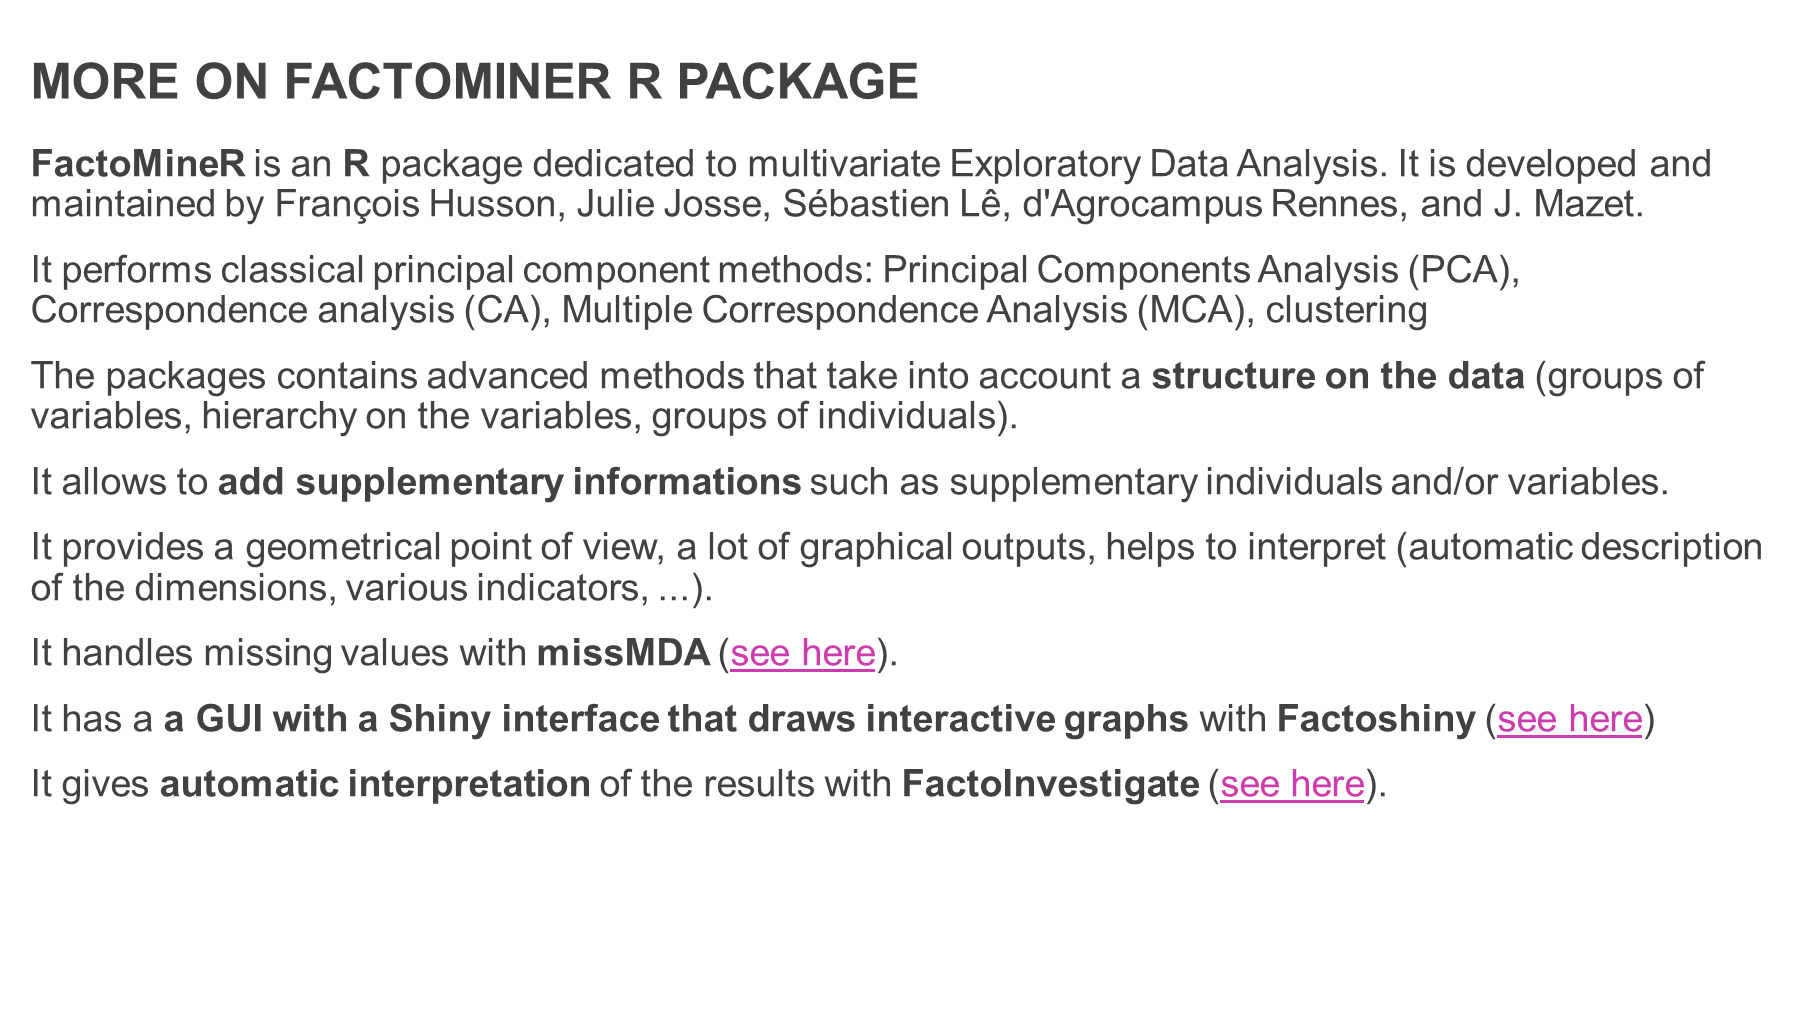 MORE ON FACTOMINER R PACKAGE
FactoMineR is an R package dedicated to multivariate Exploratory Data Analysis. It is developed and
maintained by François Husson, Julie Josse, Sébastien Lê, d'Agrocampus Rennes, and J. Mazet.
It performs classical principal component methods: Principal Components Analysis (PCA),
Correspondence analysis (CA), Multiple Correspondence Analysis (MCA), clustering
The packages contains advanced methods that take into account a structure on the data (groups of
variables, hierarchy on the variables, groups of individuals).
It allows to add supplementary informations such as supplementary individuals and/or variables.
It provides a geometrical point of view, a lot of graphical outputs, helps to interpret (automatic description
of the dimensions, various indicators, ...).
It handles missing values with missMDA (see here).
It has a a GUI with a Shiny interface that draws interactive graphs with Factoshiny (see here)
It gives automatic interpretation of the results with FactoInvestigate (see here).